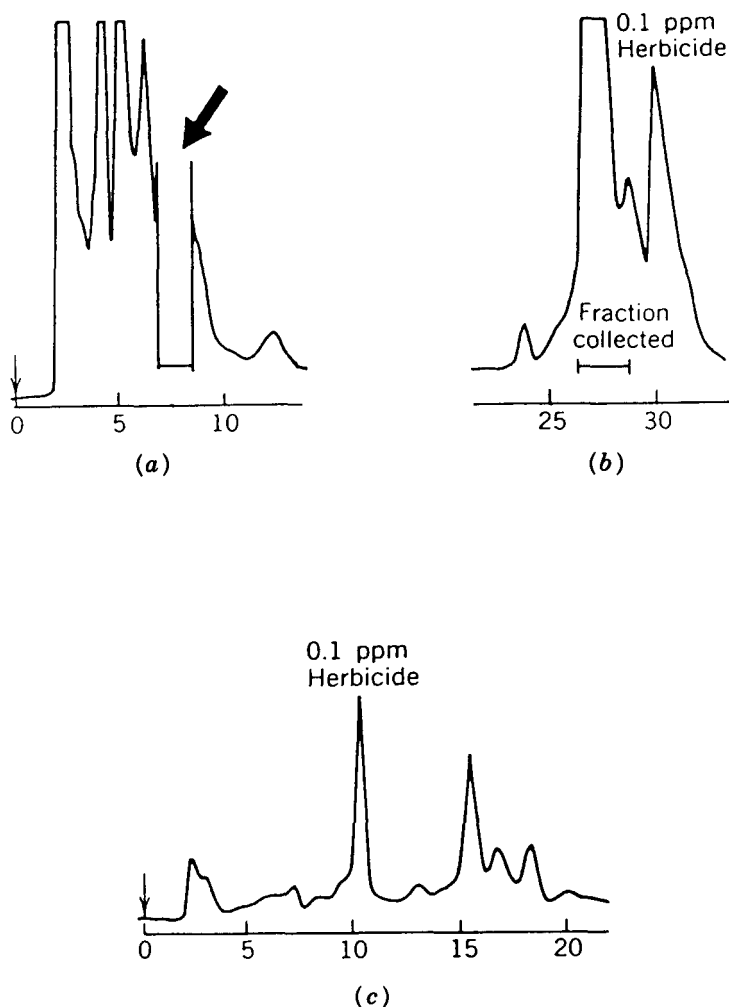 0.1 ppm
Herbicide
Fraction
collected
0 5 10
25 30
(a)
(b)
0.1 ppm
Herbicide
0 5 10 15 20
(c)